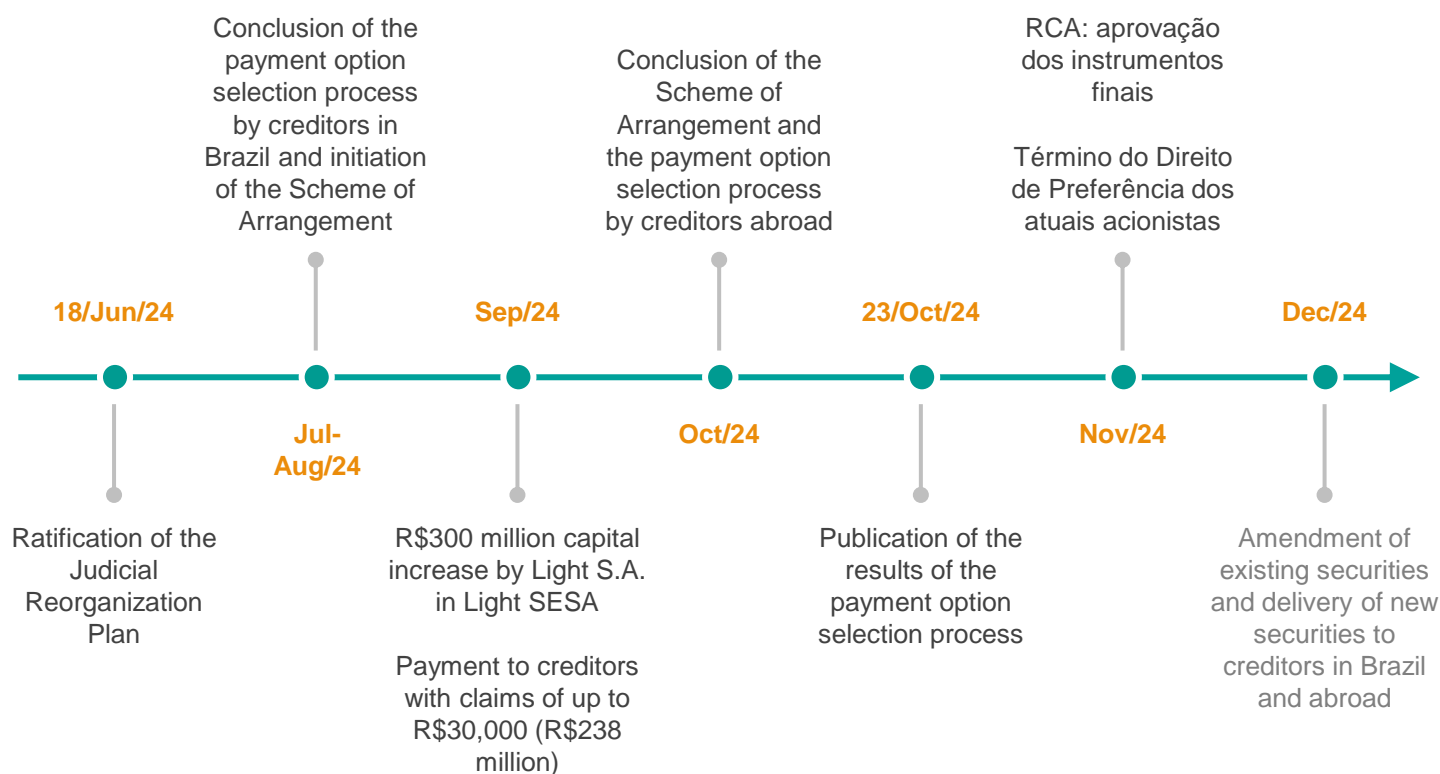 18/Jun/24
Ratification of the
Judicial
Reorganization
Plan
Conclusion of the
payment option
selection process
by creditors in
Brazil and initiation
of the Scheme of
Arrangement
Jul-
Aug/24
Sep/24
R$300 million capital
increase by Light S.A.
in Light SESA
Payment to creditors
with claims of up to
R$30,000 (R$238
million)
Conclusion of the
Scheme of
Arrangement and
the payment option
selection process
by creditors abroad
Oct/24
23/Oct/24
Publication of the
results of the
payment option
selection process
RCA: aprovação
dos instrumentos
finais
Término do Direito
de Preferência dos
atuais acionistas
Nov/24
Dec/24
Amendment of
existing securities
and delivery of new
securities to
creditors in Brazil
and abroad